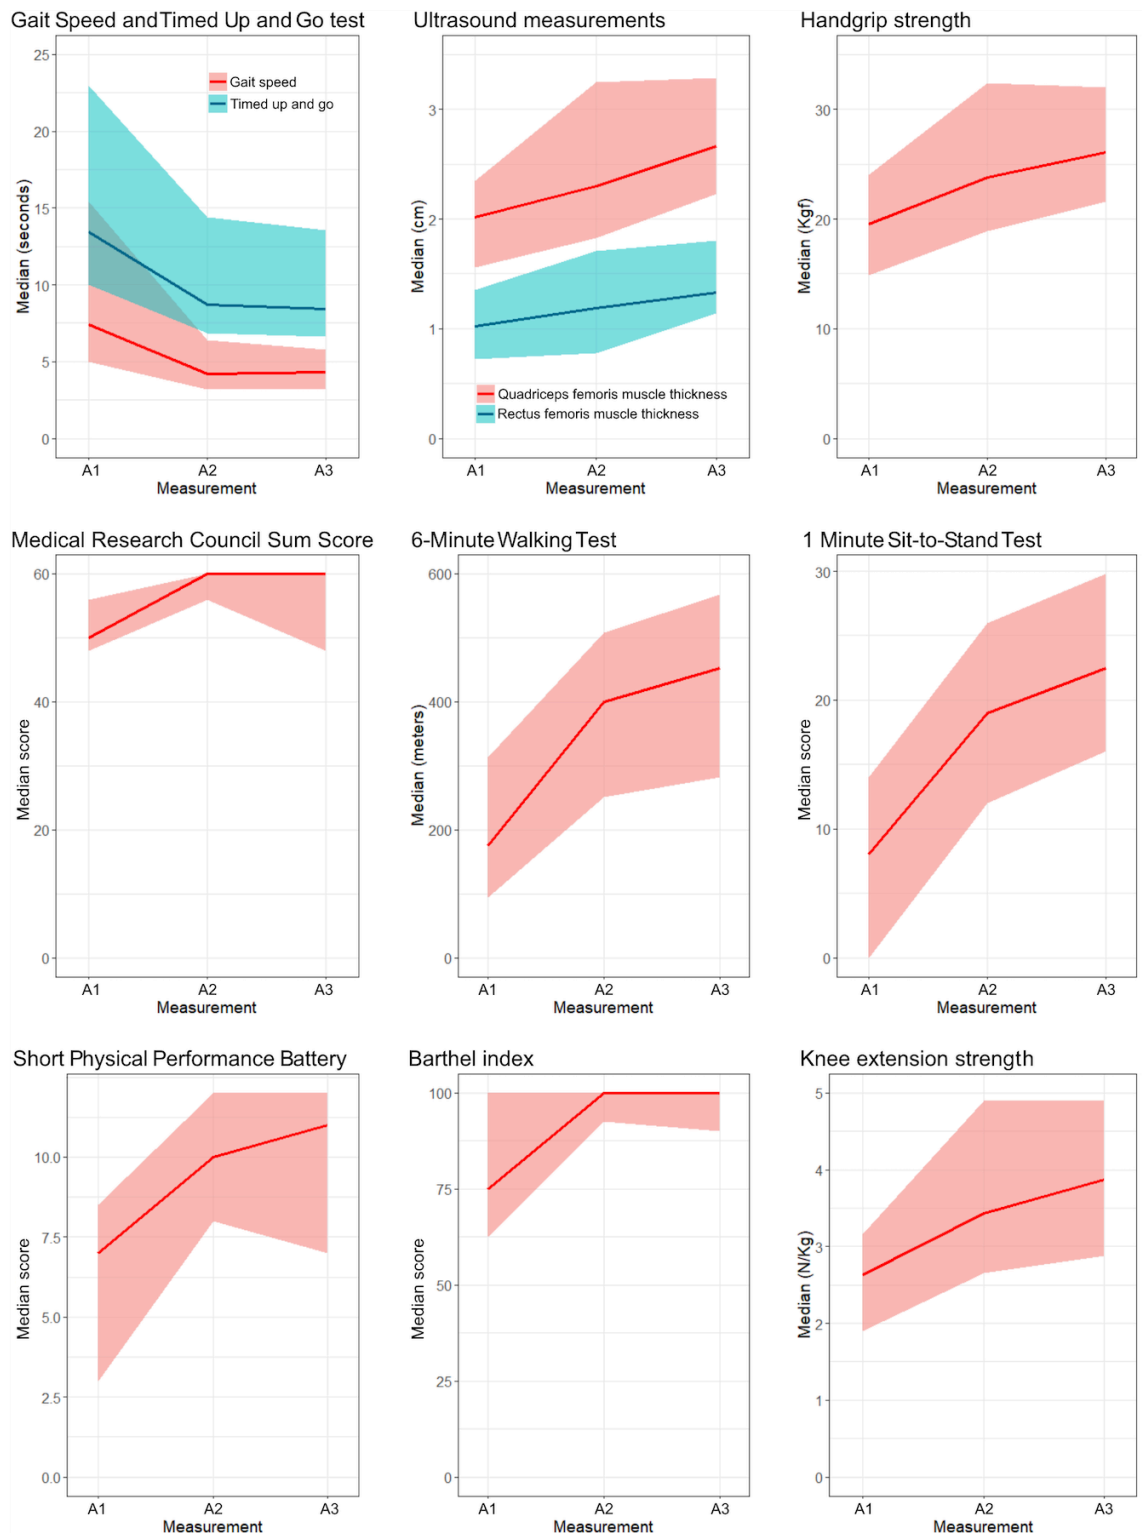 Gait Speed and Timed Up and Go test
25
20
15
10
5
0
Median (seconds)
Gait speed
Timed up and go
A1 A2 A3
Measurement
Ultrasound measurements
3
2
1
0
Median (cm)
Quadriceps femoris muscle thickness
Rectus femoris muscle thickness
A1 A2 A3
Measurement
Handgrip strength
30
20
10
0
Median (Kgf)
A1 A2 A3
Measurement
Medical Research Council Sum Score
60
40
20
0
Median score
A1 A2 A3
Measurement
6-Minute Walking Test
600
400
200
0
Median (meters)
A1 A2 A3
Measurement
1 Minute Sit-to-Stand Test
30
20
10
0
Median score
A1 A2 A3
Measurement
Short Physical Performance Battery
10.0
7.5
5.0
2.5
0.0
Median score
A1 A2 A3
Measurement
Barthel index
100
75
50
25
0
Median score
A1 A2 A3
Measurement
Knee extension strength
5
4
3
2
1
0
Median (N/Kg)
A1 A2 A3
Measurement